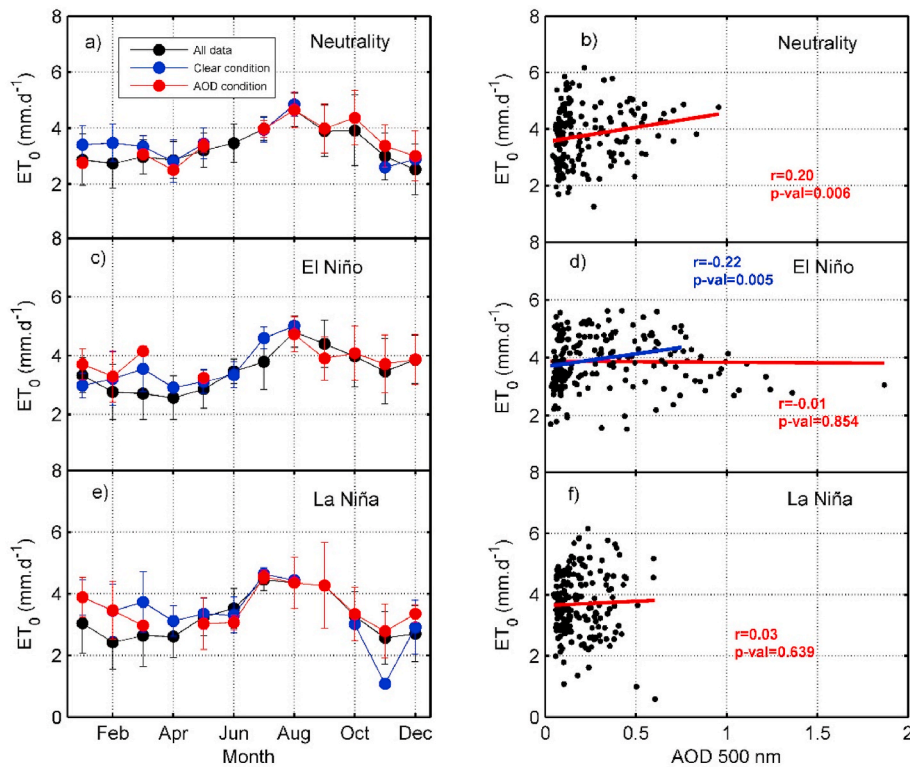 8
a)
Neutrality
All data
Clear condition
AOD condition
6
4
2
0
ET0 (mm.d-1)
8
b)
Neutrality
6
4
2
ET0 (mm.d-1)
r=0.20
p-val=0.006
8
c)
El Niño
6
4
2
0
ET0 (mm.d-1)
8
d)
r=-0.22
p-val=0.005
El Niño
6
4
2
ET0 (mm.d-1)
r=-0.01
p-val=0.854
8
e)
La Niña
6
4
2
0
ET0 (mm.d-1)
Feb Apr Jun Aug Oct Dec
Month
8
f)
La Niña
6
4
2
0
ET0 (mm.d-1)
r=0.03
p-val=0.639
0 0.5 1 1.5 2
AOD 500 nm